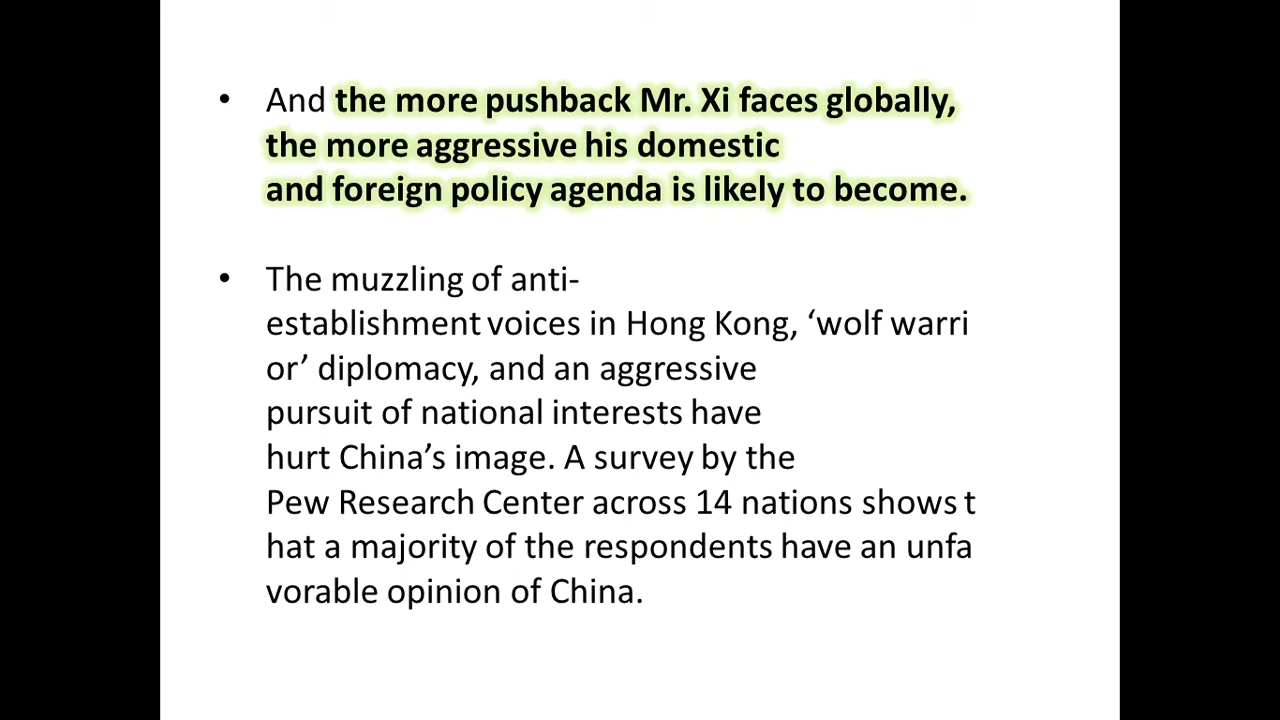 • And the more pushback Mr. Xi faces globally,
the more aggressive his domestic
and foreign policy agenda is likely to become.
• The muzzling of anti-
establishment voices in Hong Kong, ‘wolf warri
or’ diplomacy, and an aggressive
pursuit of national interests have
hurt China’s image. A survey by the
Pew Research Center across 14 nations shows t
hat a majority of the respondents have an unfa
vorable opinion of China.